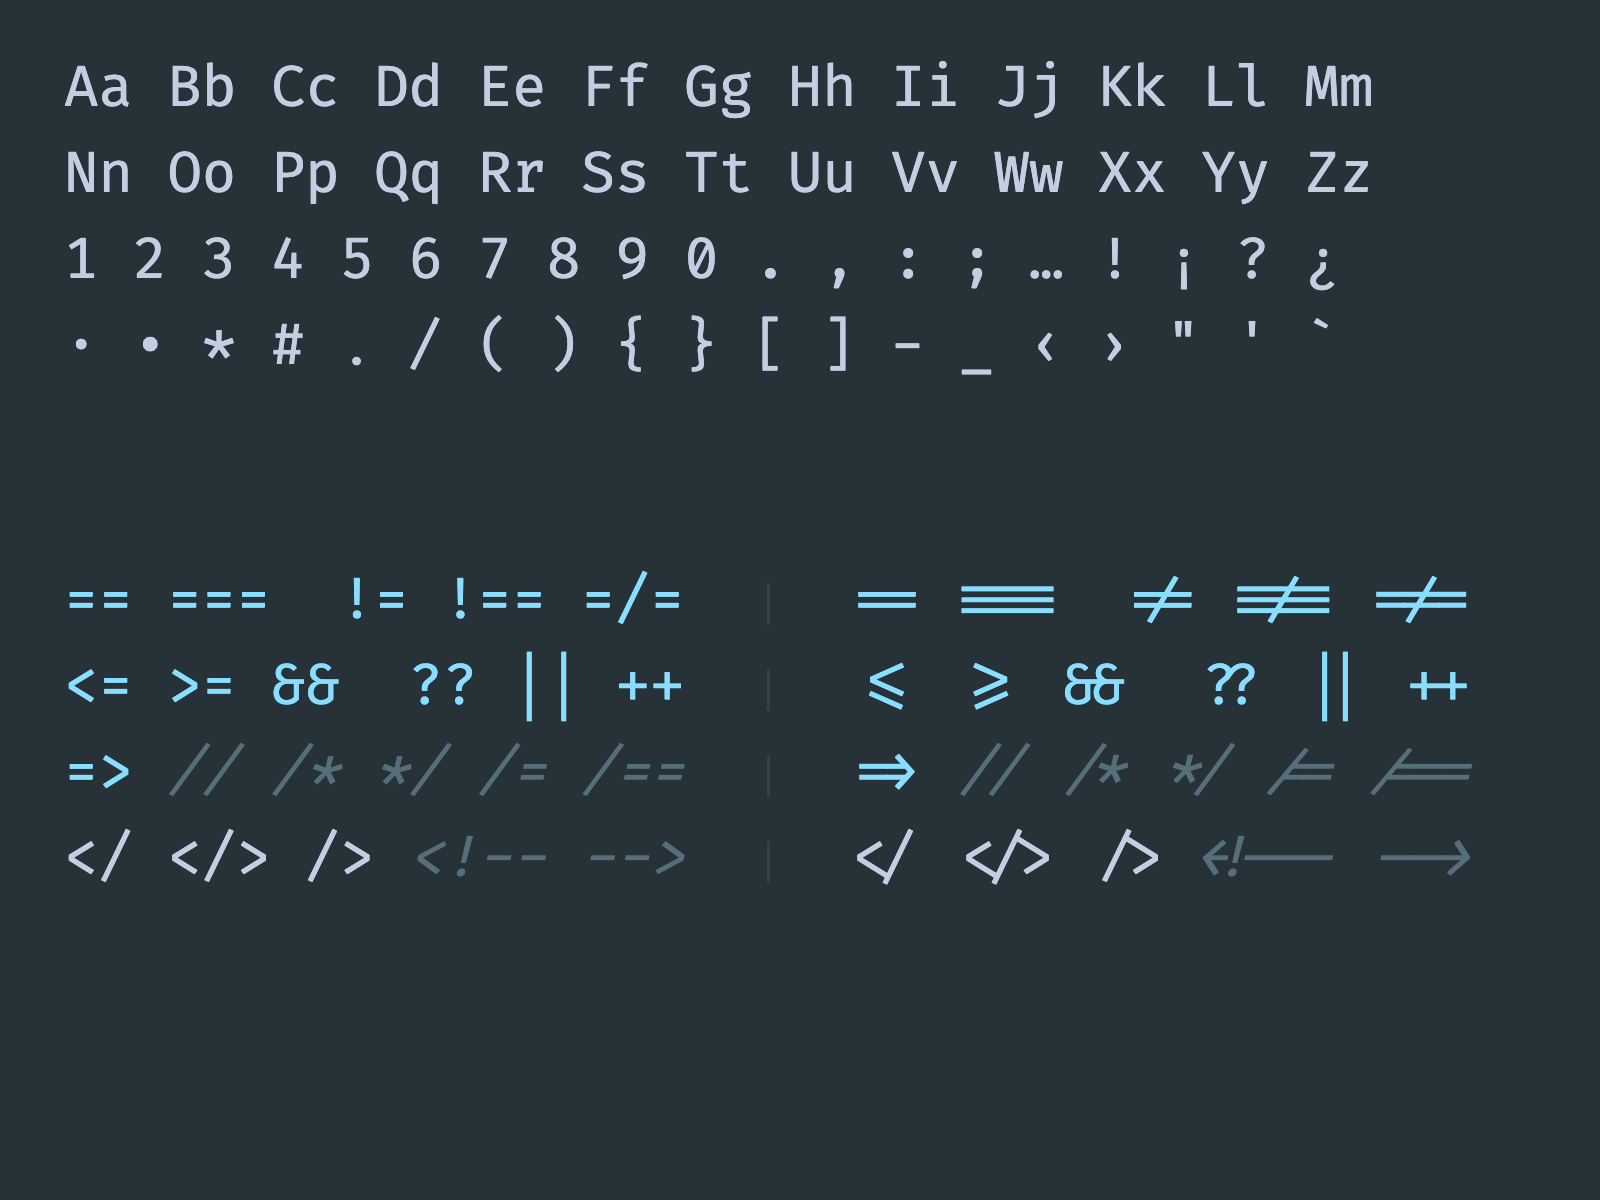 Aa Bb Cc Dd Ee Ff Gg Hh Ii Jj Kk Ll Mm
Nn Oo Pp Qq Rr Ss Tt Uu Vv Ww Xx Yy Zz
1 2 3 4 5 6 7 8 9 0 . , : ; … ! ¡ ? ¿
· • * # . / ( ) { } [ ] - _ ‹ › " ' `
== === != !== =/= | == === != !== =/=
<= >= && ?? || ++ | <= >= && ?? || ++
=> // /* */ /= /== | => // /* */ /= /==
</ </> /> <!-- --> | </ </> /> <!-- -->